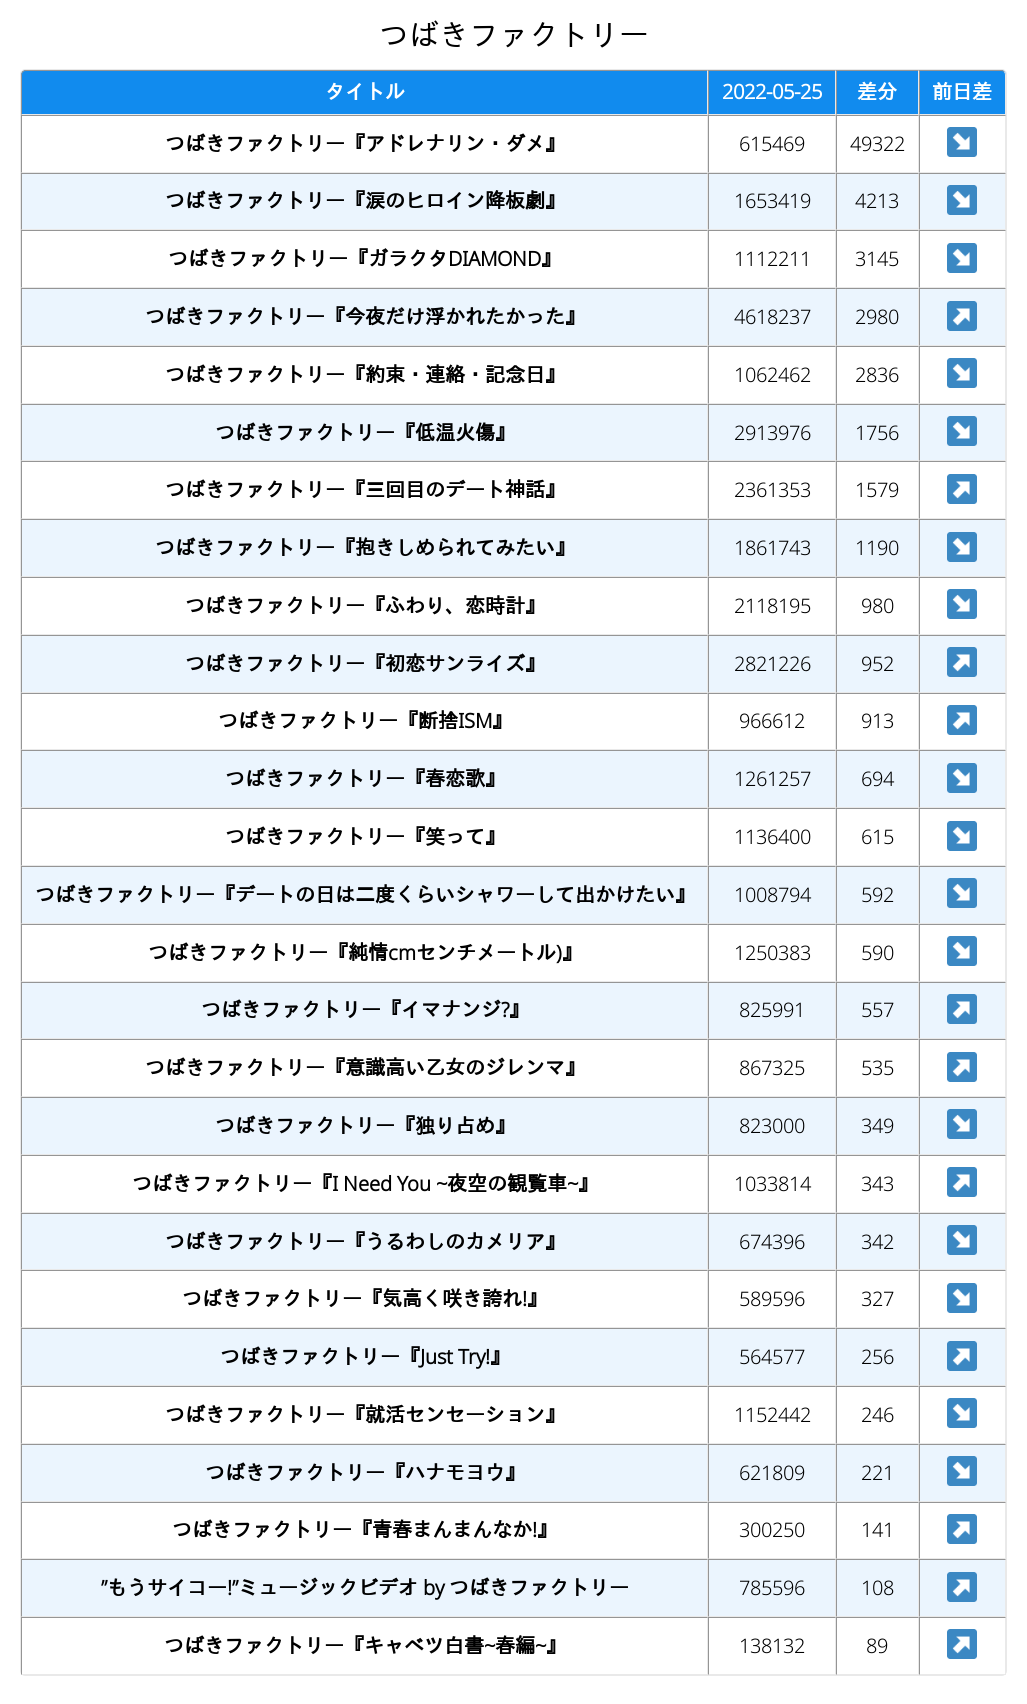 つばきファクトリー
タイトル 2022-05-25 差分 前日差
つばきファクトリー『アドレナリン・ダメ』 615469 49322 ↘
つばきファクトリー『涙のヒロイン降板劇』 1653419 4213 ↘
つばきファクトリー『ガラクタDIAMOND』 1112211 3145 ↘
つばきファクトリー『今夜だけ浮かれたかった』 4618237 2980 ↗
つばきファクトリー『約束・連絡・記念日』 1062462 2836 ↘
つばきファクトリー『低温火傷』 2913976 1756 ↘
つばきファクトリー『三回目のデート神話』 2361353 1579 ↗
つばきファクトリー『抱きしめられてみたい』 1861743 1190 ↘
つばきファクトリー『ふわり、恋時計』 2118195 980 ↘
つばきファクトリー『初恋サンライズ』 2821226 952 ↗
つばきファクトリー『断捨ISM』 966612 913 ↗
つばきファクトリー『春恋歌』 1261257 694 ↘
つばきファクトリー『笑って』 1136400 615 ↘
つばきファクトリー『デートの日は二度くらいシャワーして出かけたい』 1008794 592 ↘
つばきファクトリー『純情cmセンチメートル)』 1250383 590 ↘
つばきファクトリー『イマナンジ?』 825991 557 ↗
つばきファクトリー『意識高い乙女のジレンマ』 867325 535 ↗
つばきファクトリー『独り占め』 823000 349 ↘
つばきファクトリー『I Need You ~夜空の観覧車~』 1033814 343 ↗
つばきファクトリー『うるわしのカメリア』 674396 342 ↘
つばきファクトリー『気高く咲き誇れ!』 589596 327 ↘
つばきファクトリー『Just Try!』 564577 256 ↗
つばきファクトリー『就活センセーション』 1152442 246 ↘
つばきファクトリー『ハナモヨウ』 621809 221 ↘
つばきファクトリー『青春まんまんなか!』 300250 141 ↗
”もうサイコー!”ミュージックビデオ by つばきファクトリー 785596 108 ↗
つばきファクトリー『キャベツ白書~春編~』 138132 89 ↗